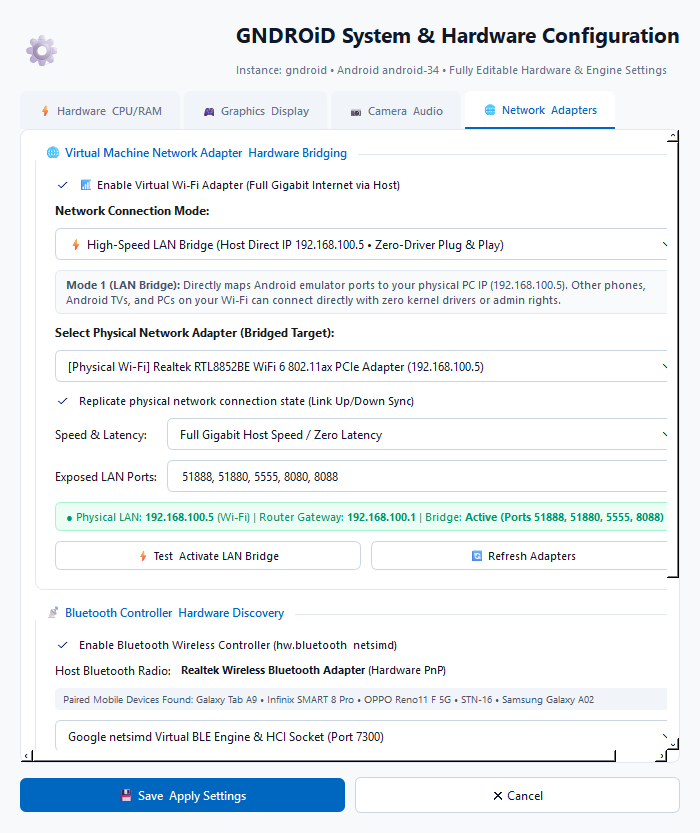 GNDROiD System & Hardware Configuration
Instance: gndroid • Android android-34 • Fully Editable Hardware & Engine Settings
Hardware CPU/RAM
Graphics Display
Camera Audio
Network Adapters
Virtual Machine Network Adapter Hardware Bridging
Enable Virtual Wi-Fi Adapter (Full Gigabit Internet via Host)
Network Connection Mode:
High-Speed LAN Bridge (Host Direct IP 192.168.100.5 • Zero-Driver Plug & Play)
Mode 1 (LAN Bridge): Directly maps Android emulator ports to your physical PC IP (192.168.100.5). Other phones,
Android TVs, and PCs on your Wi-Fi can connect directly with zero kernel drivers or admin rights.
Select Physical Network Adapter (Bridged Target):
[Physical Wi-Fi] Realtek RTL8852BE WiFi 6 802.11ax PCIe Adapter (192.168.100.5)
Replicate physical network connection state (Link Up/Down Sync)
Speed & Latency: Full Gigabit Host Speed / Zero Latency
Exposed LAN Ports: 51888, 51880, 5555, 8080, 8088
● Physical LAN: 192.168.100.5 (Wi-Fi) | Router Gateway: 192.168.100.1 | Bridge: Active (Ports 51888, 51880, 5555, 8088)
Test Activate LAN Bridge
Refresh Adapters
Bluetooth Controller Hardware Discovery
Enable Bluetooth Wireless Controller (hw.bluetooth netsimd)
Host Bluetooth Radio: Realtek Wireless Bluetooth Adapter (Hardware PnP)
Paired Mobile Devices Found: Galaxy Tab A9 • Infinix SMART 8 Pro • OPPO Reno11 F 5G • STN-16 • Samsung Galaxy A02
Google netsimd Virtual BLE Engine & HCI Socket (Port 7300)
Save Apply Settings
✕ Cancel